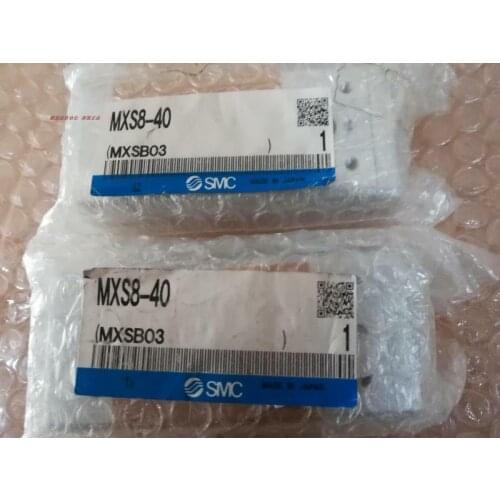 MXS8-40
(MXSB03 )
1
SMC MADE IN JAPAN
MXS8-40
(MXSB03 )
1
SMC MADE IN JAPAN